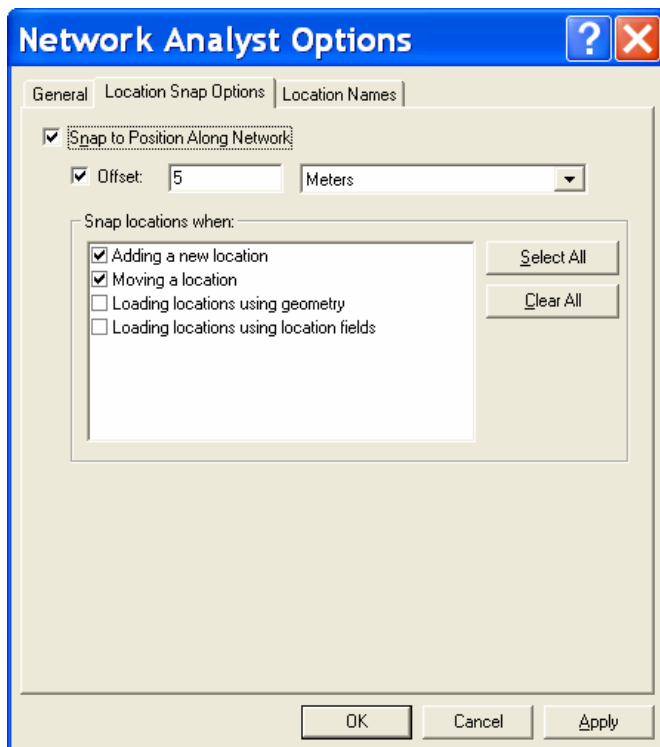 Network Analyst Options
General Location Snap Options Location Names
Snap to Position Along Network
Offset: 5 Meters
Snap locations when:
Adding a new location
Select All
Moving a location
Loading locations using geometry
Clear All
Loading locations using location fields
OK Cancel Apply